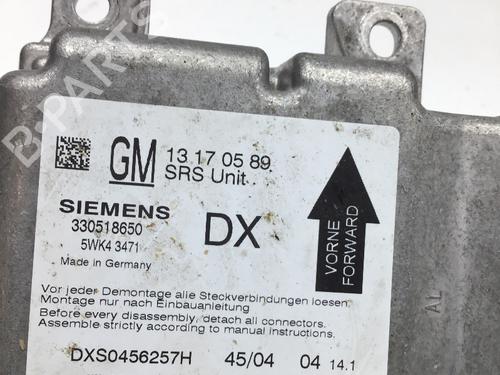 B-PARTS
GM 13 17 05 89
SRS Unit
SIEMENS
330518650
5WK4 3471
Made in Germany
DX
VORNE
FORWARD
Vor jeder Demontage alle Steckverbindungen loesen.
Montage nur nach Einbauanleitung
Before every disassembly, detach all connectors.
Assemble strictly according to manual instructions.
DXS0456257H 45/04 04 14.1
AL